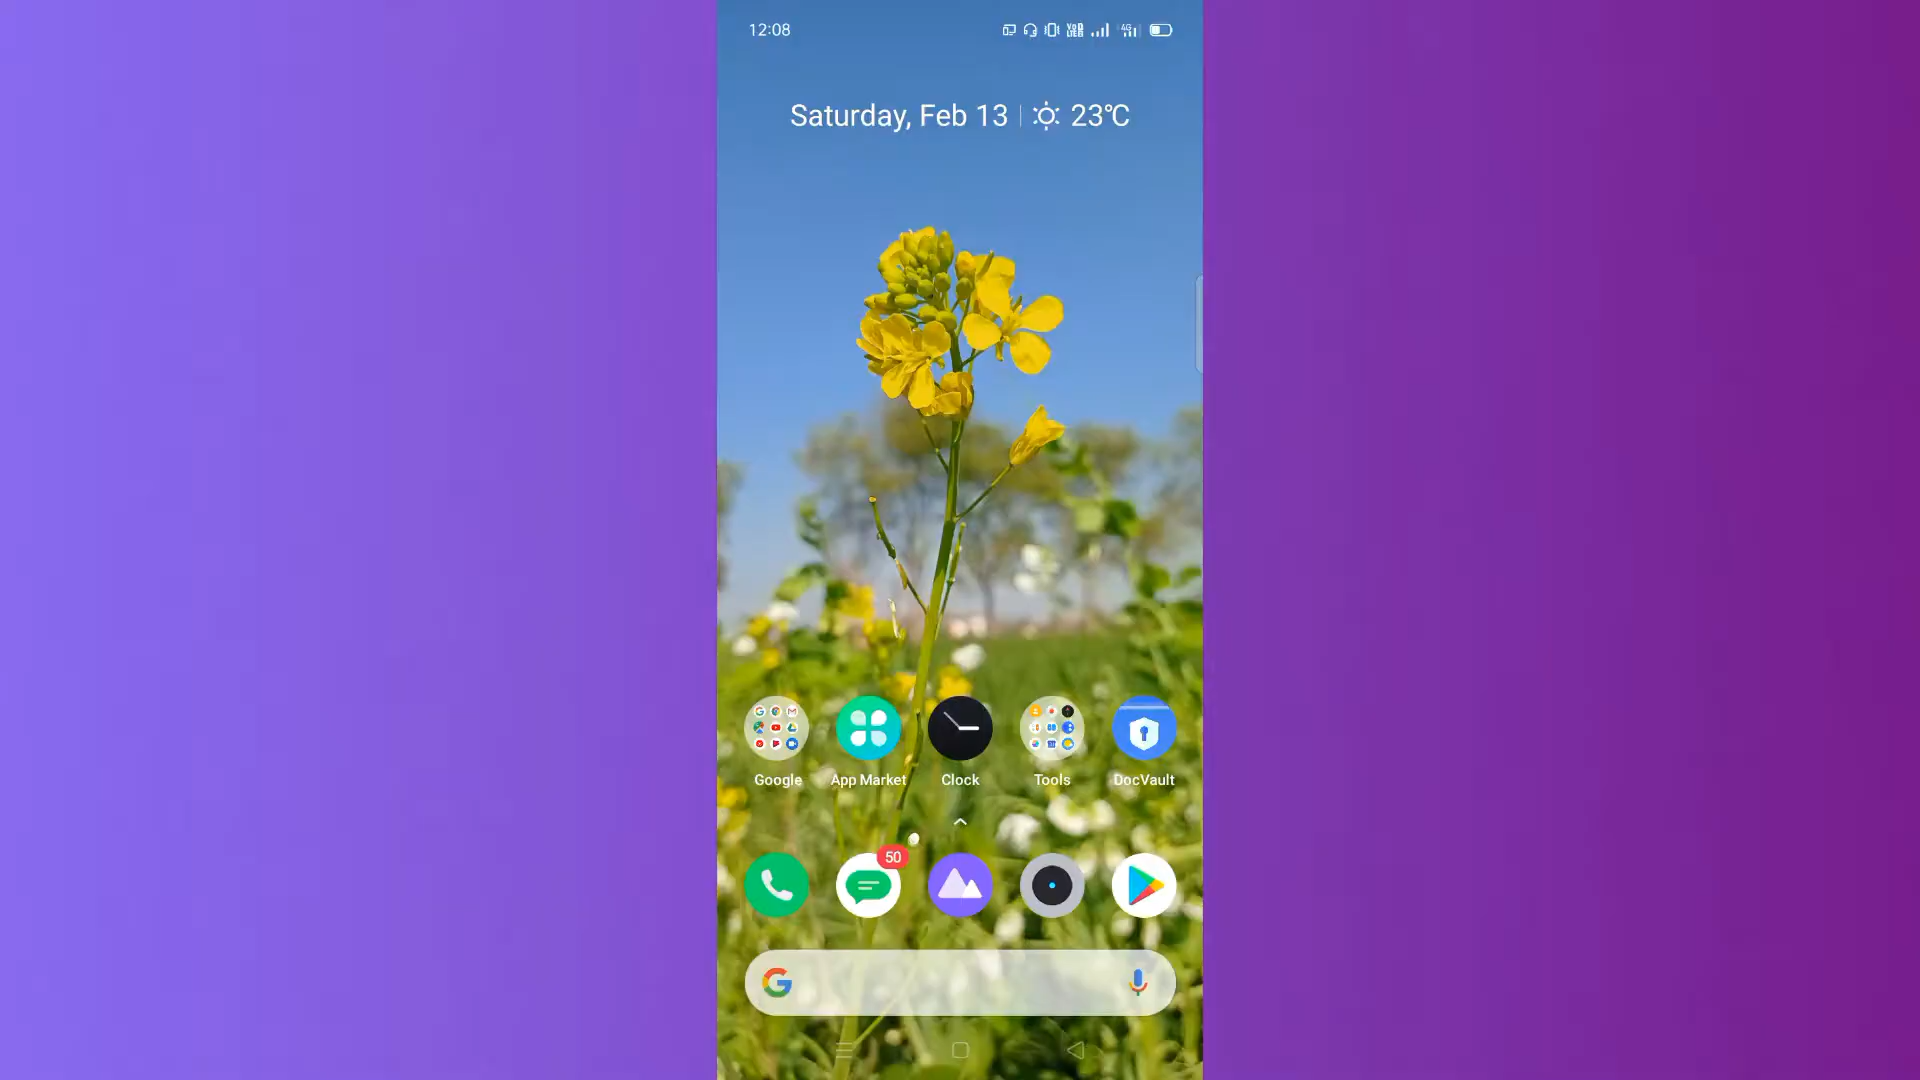 12:08
Saturday, Feb 13 23℃
Google App Market Clock Tools DocVault
50